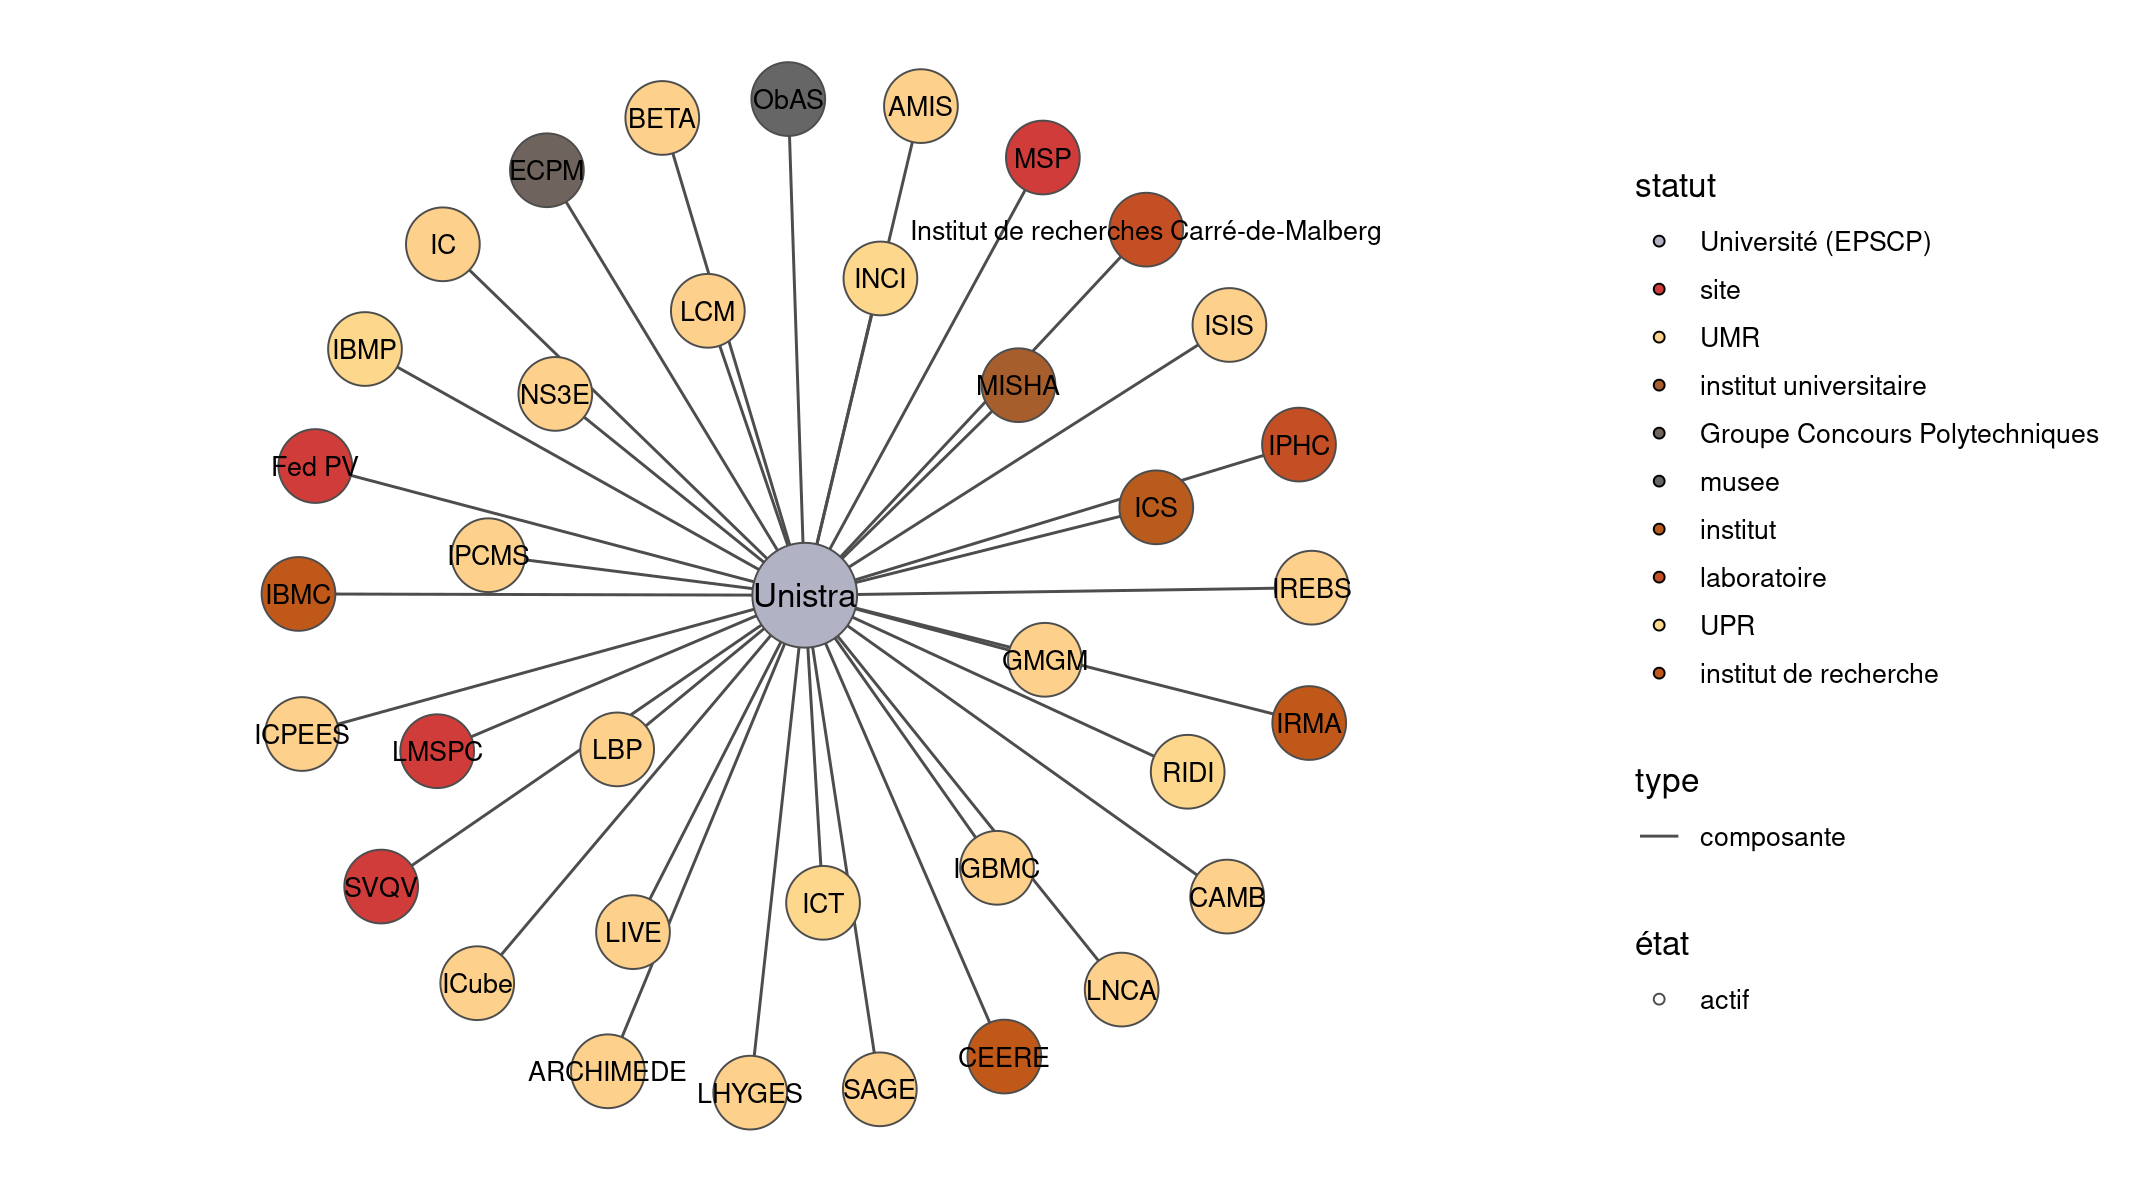 ObAS
AMIS
BETA
MSP
ECPM
Institut de recherches Carré-de-Malberg
IC
INCI
LCM
ISIS
IBMP
MISHA
NS3E
IPHC
Fed PV
ICS
IPCMS
IREBS
IBMC
Unistra
GMGM
IRMA
ICPEES
LMSPC
LBP
RIDI
IGBMC
SVQV
CAMB
ICT
LIVE
ICube
LNCA
CEERE
ARCHIMEDE
SAGE
LHYGES
statut
Université (EPSCP)
site
UMR
institut universitaire
Groupe Concours Polytechniques
musee
institut
laboratoire
UPR
institut de recherche
type
composante
état
actif